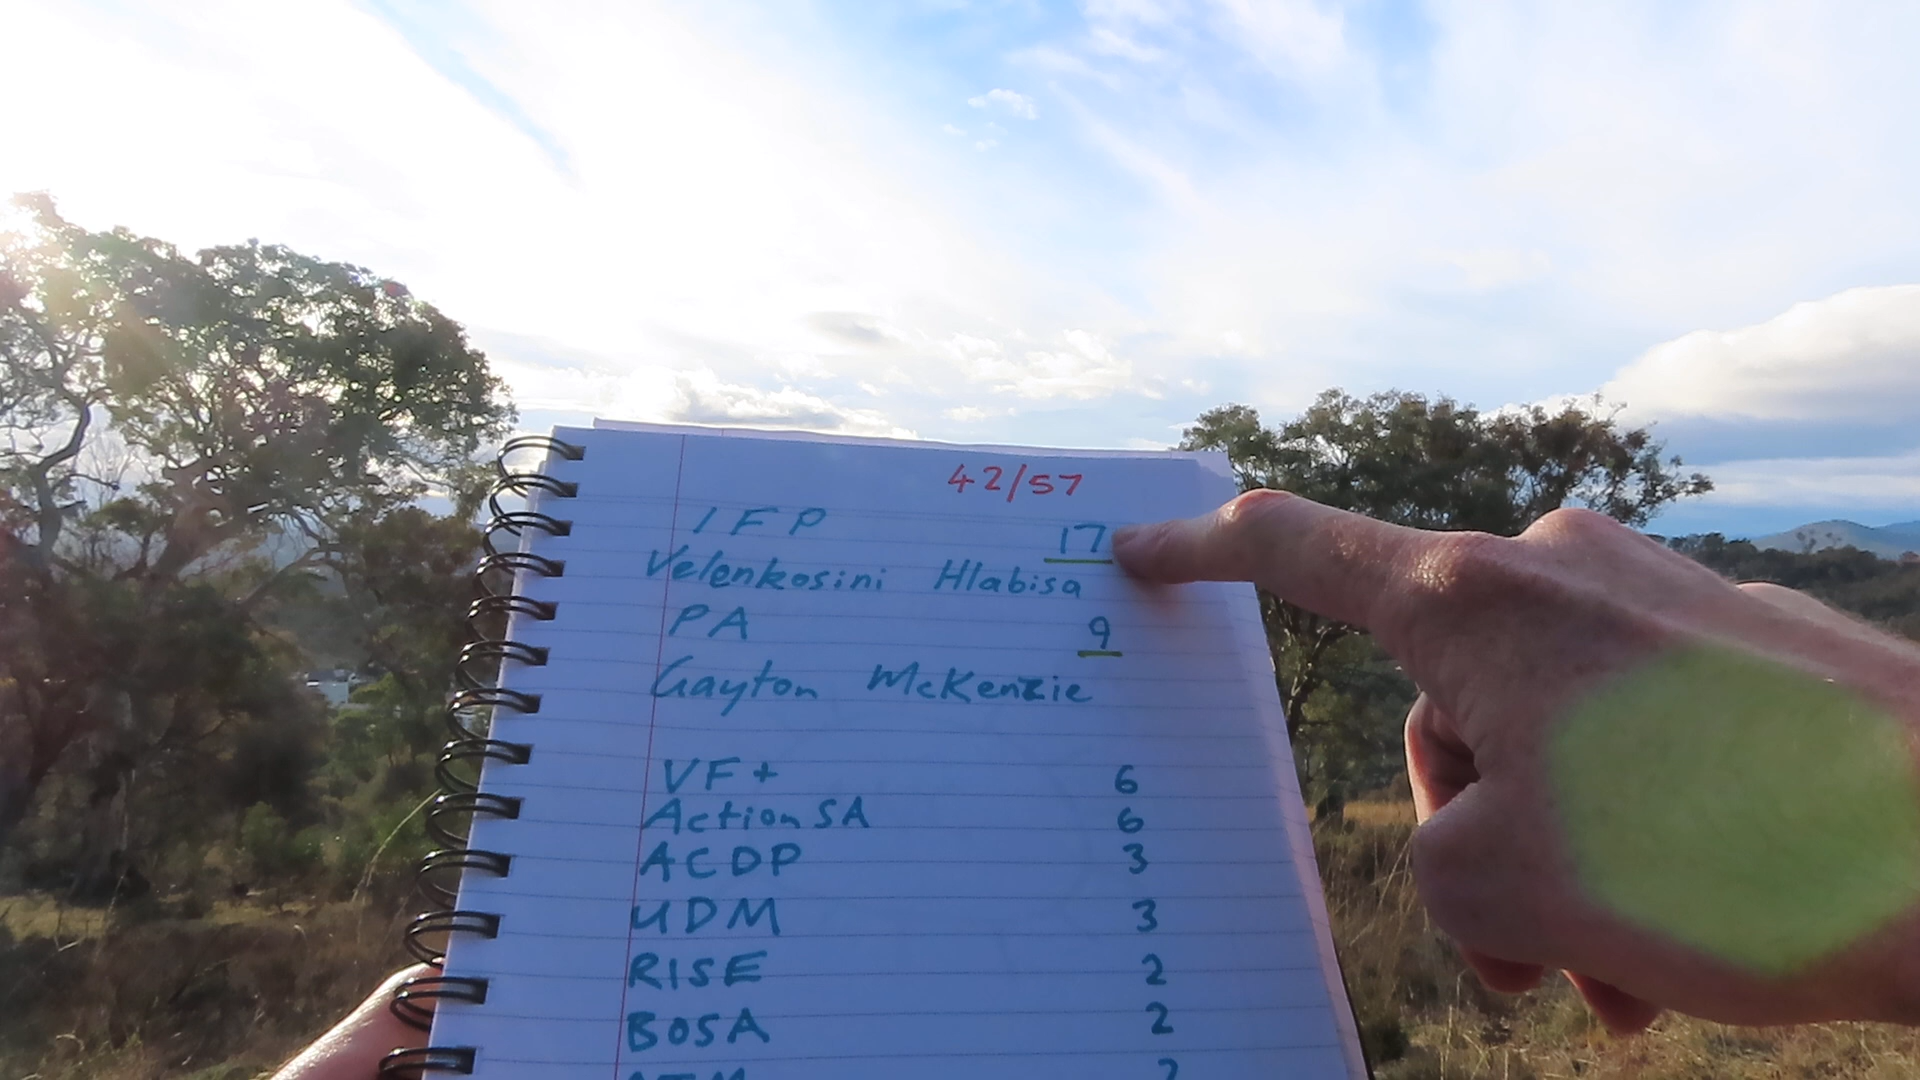 42/57
IFP 17
Velenkosini Hlabisa
PA 9
Gayton McKenzie
VF+ 6
ActionSA 6
ACDP 3
UDM 3
RISE 2
BOSA 2